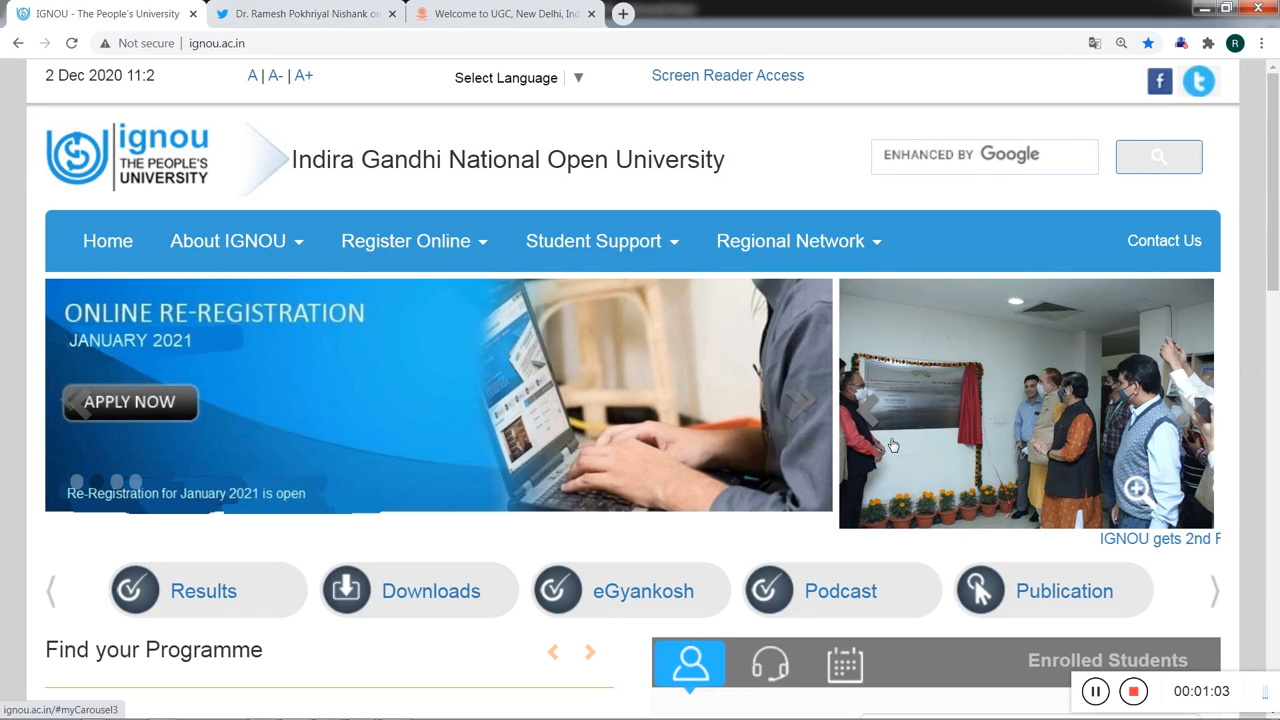 IGNOU - The People's University
Dr. Ramesh Pokhriyal Nishank on
Welcome to UGC, New Delhi, Ind
Not secure | ignou.ac.in
R
2 Dec 2020 11:2
A | A- | A+
Select Language ▼
Screen Reader Access
ignou
THE PEOPLE'S
UNIVERSITY
Indira Gandhi National Open University
ENHANCED BY Google
Home
About IGNOU
Register Online
Student Support
Regional Network
Contact Us
ONLINE RE-REGISTRATION
JANUARY 2021
APPLY NOW
Re-Registration for January 2021 is open
IGNOU gets 2nd
Results
Downloads
eGyankosh
Podcast
Publication
Find your Programme
Enrolled Students
00:01:03
ignou.ac.in/#myCarousel3